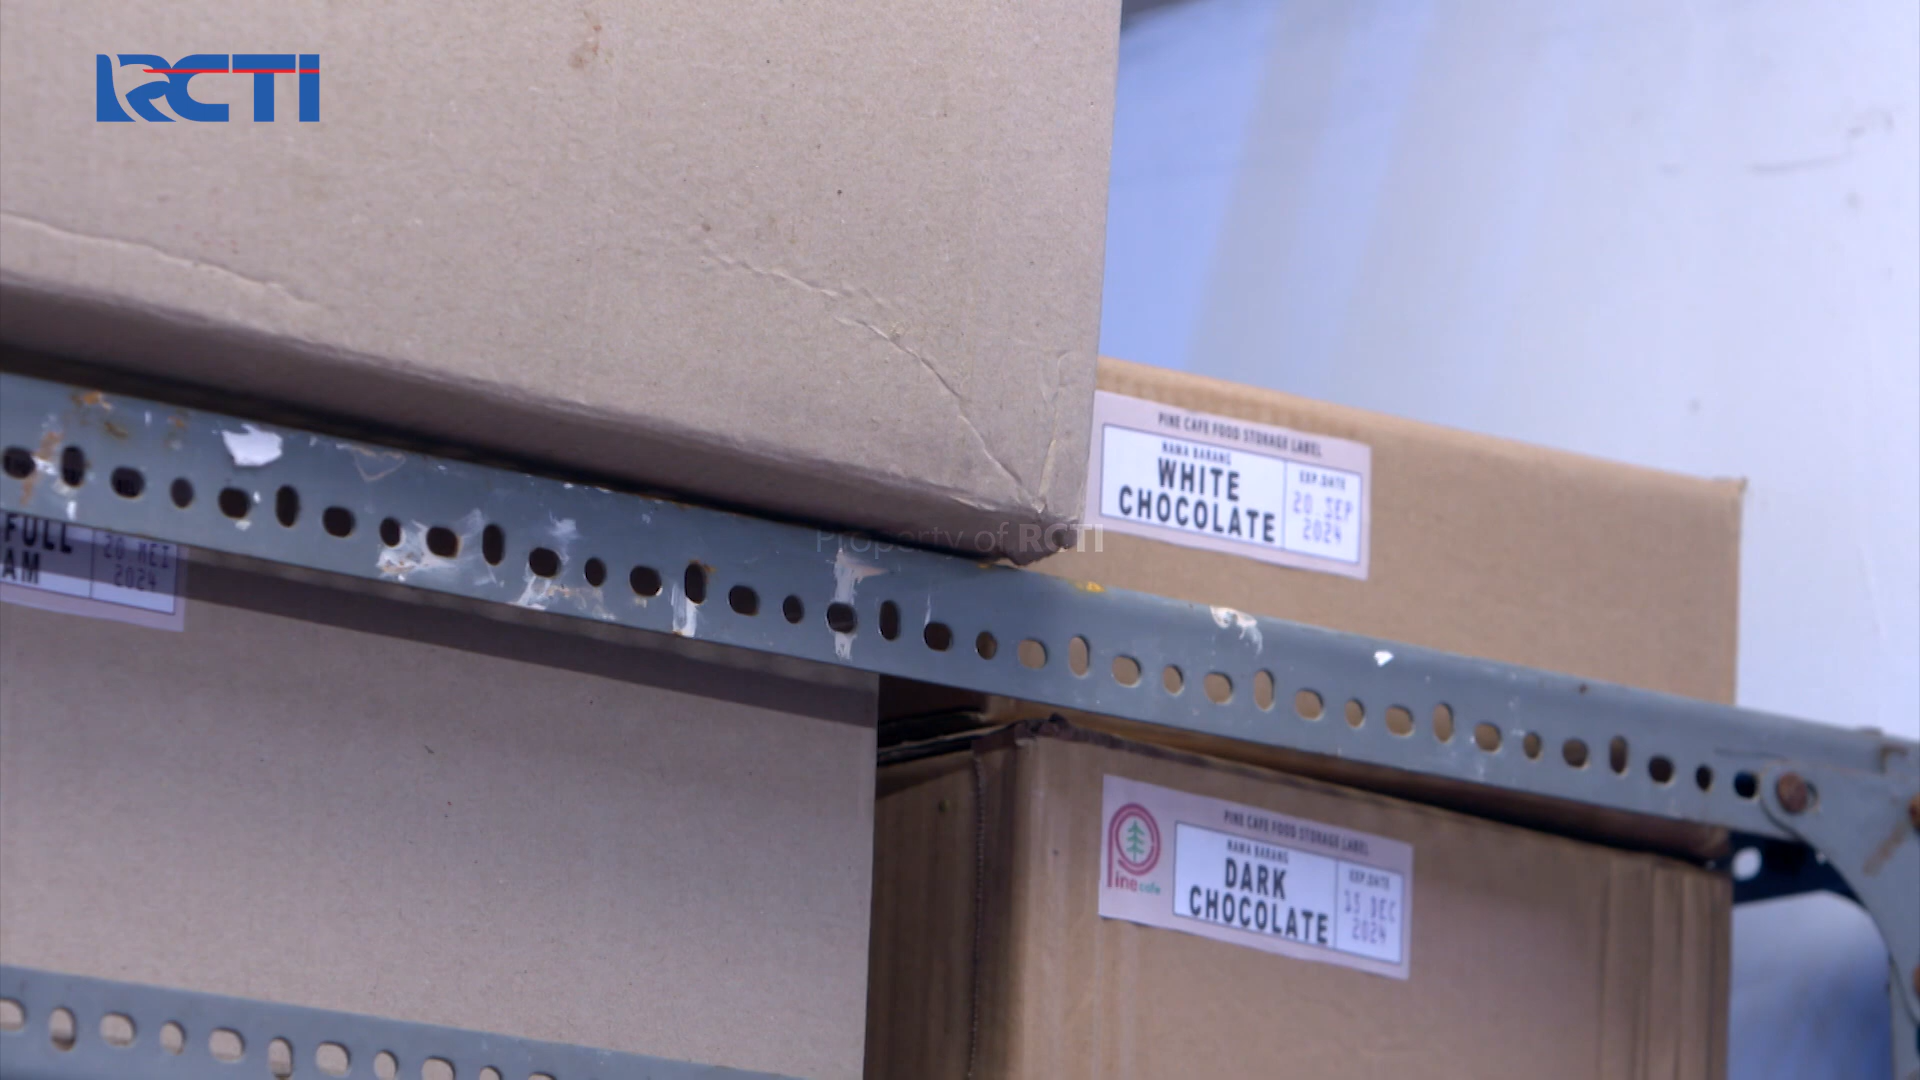 RCTI
PINE CAFE FOOD STORAGE LABEL
NAMA BARANG
WHITE
CHOCOLATE
EXP.DATE
20 SEP
2024
Property of RCTI
FULL
AM
20 MEI
2024
PINE CAFE FOOD STORAGE LABEL
NAMA BARANG
DARK
CHOCOLATE
EXP.DATE
15 DEC
2024
Pine cafe